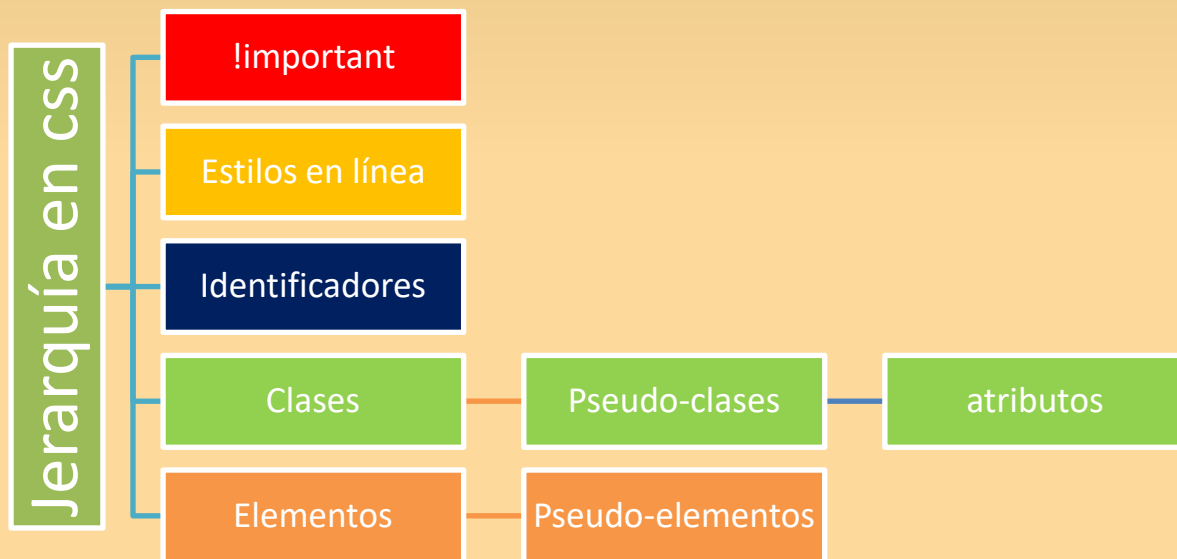 Jerarquía en css
!important
Estilos en línea
Identificadores
Clases
Pseudo-clases
atributos
Elementos
Pseudo-elementos